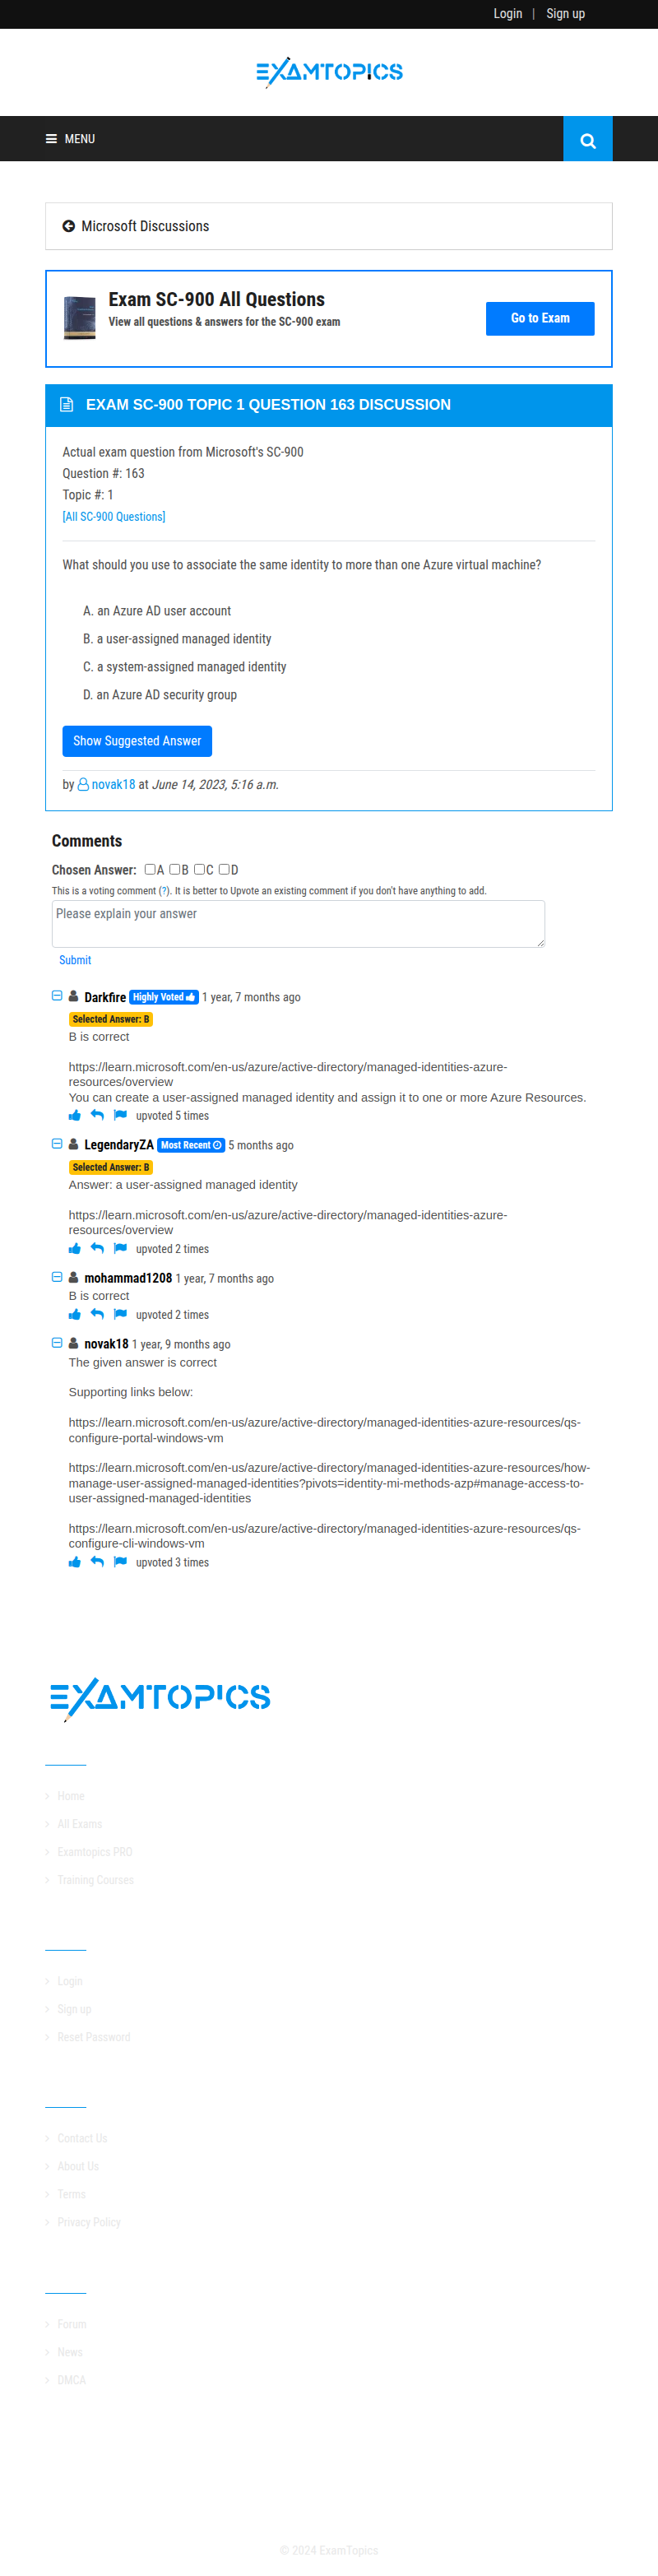 Login | Sign up
EXAMTOPICS
MENU
Microsoft Discussions
Exam SC-900 All Questions
View all questions & answers for the SC-900 exam
Go to Exam
EXAM SC-900 TOPIC 1 QUESTION 163 DISCUSSION
Actual exam question from Microsoft's SC-900
Question #: 163
Topic #: 1
[All SC-900 Questions]
What should you use to associate the same identity to more than one Azure virtual machine?
A. an Azure AD user account
B. a user-assigned managed identity
C. a system-assigned managed identity
D. an Azure AD security group
Show Suggested Answer
by novak18 at June 14, 2023, 5:16 a.m.
Comments
Chosen Answer: A B C D
This is a voting comment (?). It is better to Upvote an existing comment if you don't have anything to add.
Please explain your answer
Submit
Darkfire Highly Voted 1 year, 7 months ago
Selected Answer: B
B is correct
https://learn.microsoft.com/en-us/azure/active-directory/managed-identities-azure-
resources/overview
You can create a user-assigned managed identity and assign it to one or more Azure Resources.
upvoted 5 times
LegendaryZA Most Recent 5 months ago
Selected Answer: B
Answer: a user-assigned managed identity
https://learn.microsoft.com/en-us/azure/active-directory/managed-identities-azure-
resources/overview
upvoted 2 times
mohammad1208 1 year, 7 months ago
B is correct
upvoted 2 times
novak18 1 year, 9 months ago
The given answer is correct
Supporting links below:
https://learn.microsoft.com/en-us/azure/active-directory/managed-identities-azure-resources/qs-
configure-portal-windows-vm
https://learn.microsoft.com/en-us/azure/active-directory/managed-identities-azure-resources/how-
manage-user-assigned-managed-identities?pivots=identity-mi-methods-azp#manage-access-to-
user-assigned-managed-identities
https://learn.microsoft.com/en-us/azure/active-directory/managed-identities-azure-resources/qs-
configure-cli-windows-vm
upvoted 3 times
EXAMTOPICS
Home
All Exams
Examtopics PRO
Training Courses
Login
Sign up
Reset Password
Contact Us
About Us
Terms
Privacy Policy
Forum
News
DMCA
© 2024 ExamTopics